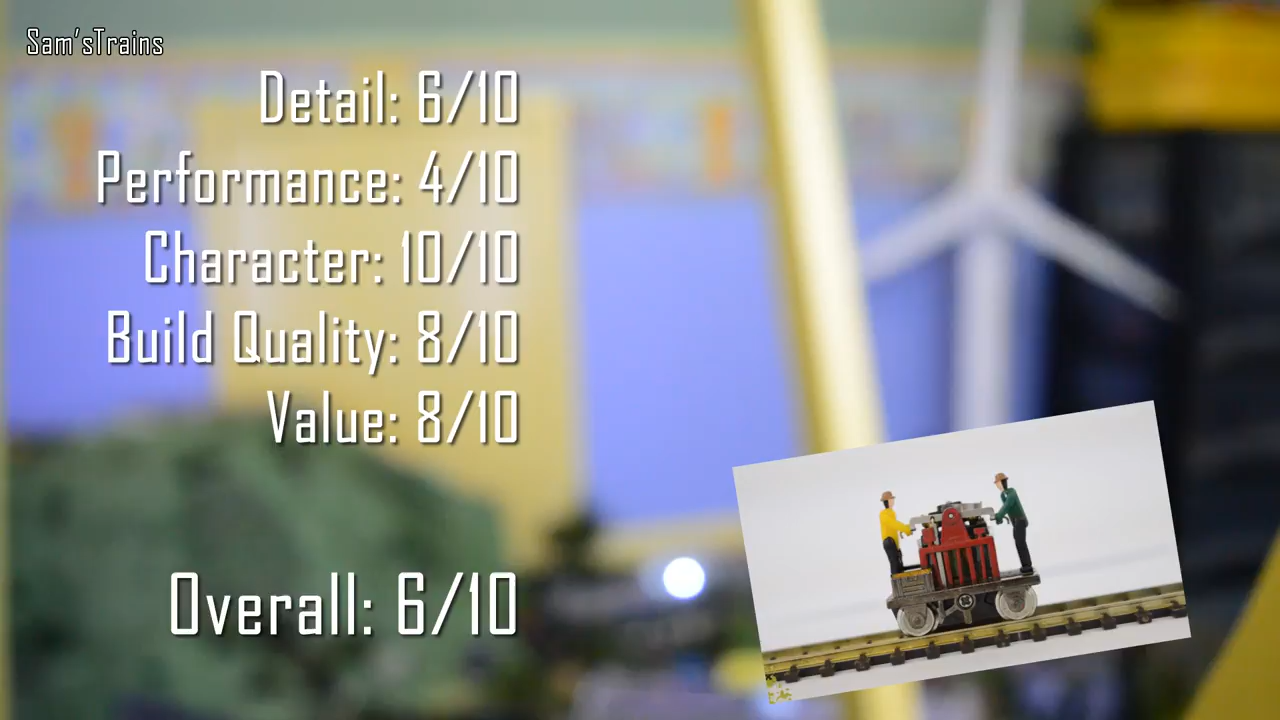 Sam'sTrains
Detail: 6/10
Performance: 4/10
Character: 10/10
Build Quality: 8/10
Value: 8/10
Overall: 6/10